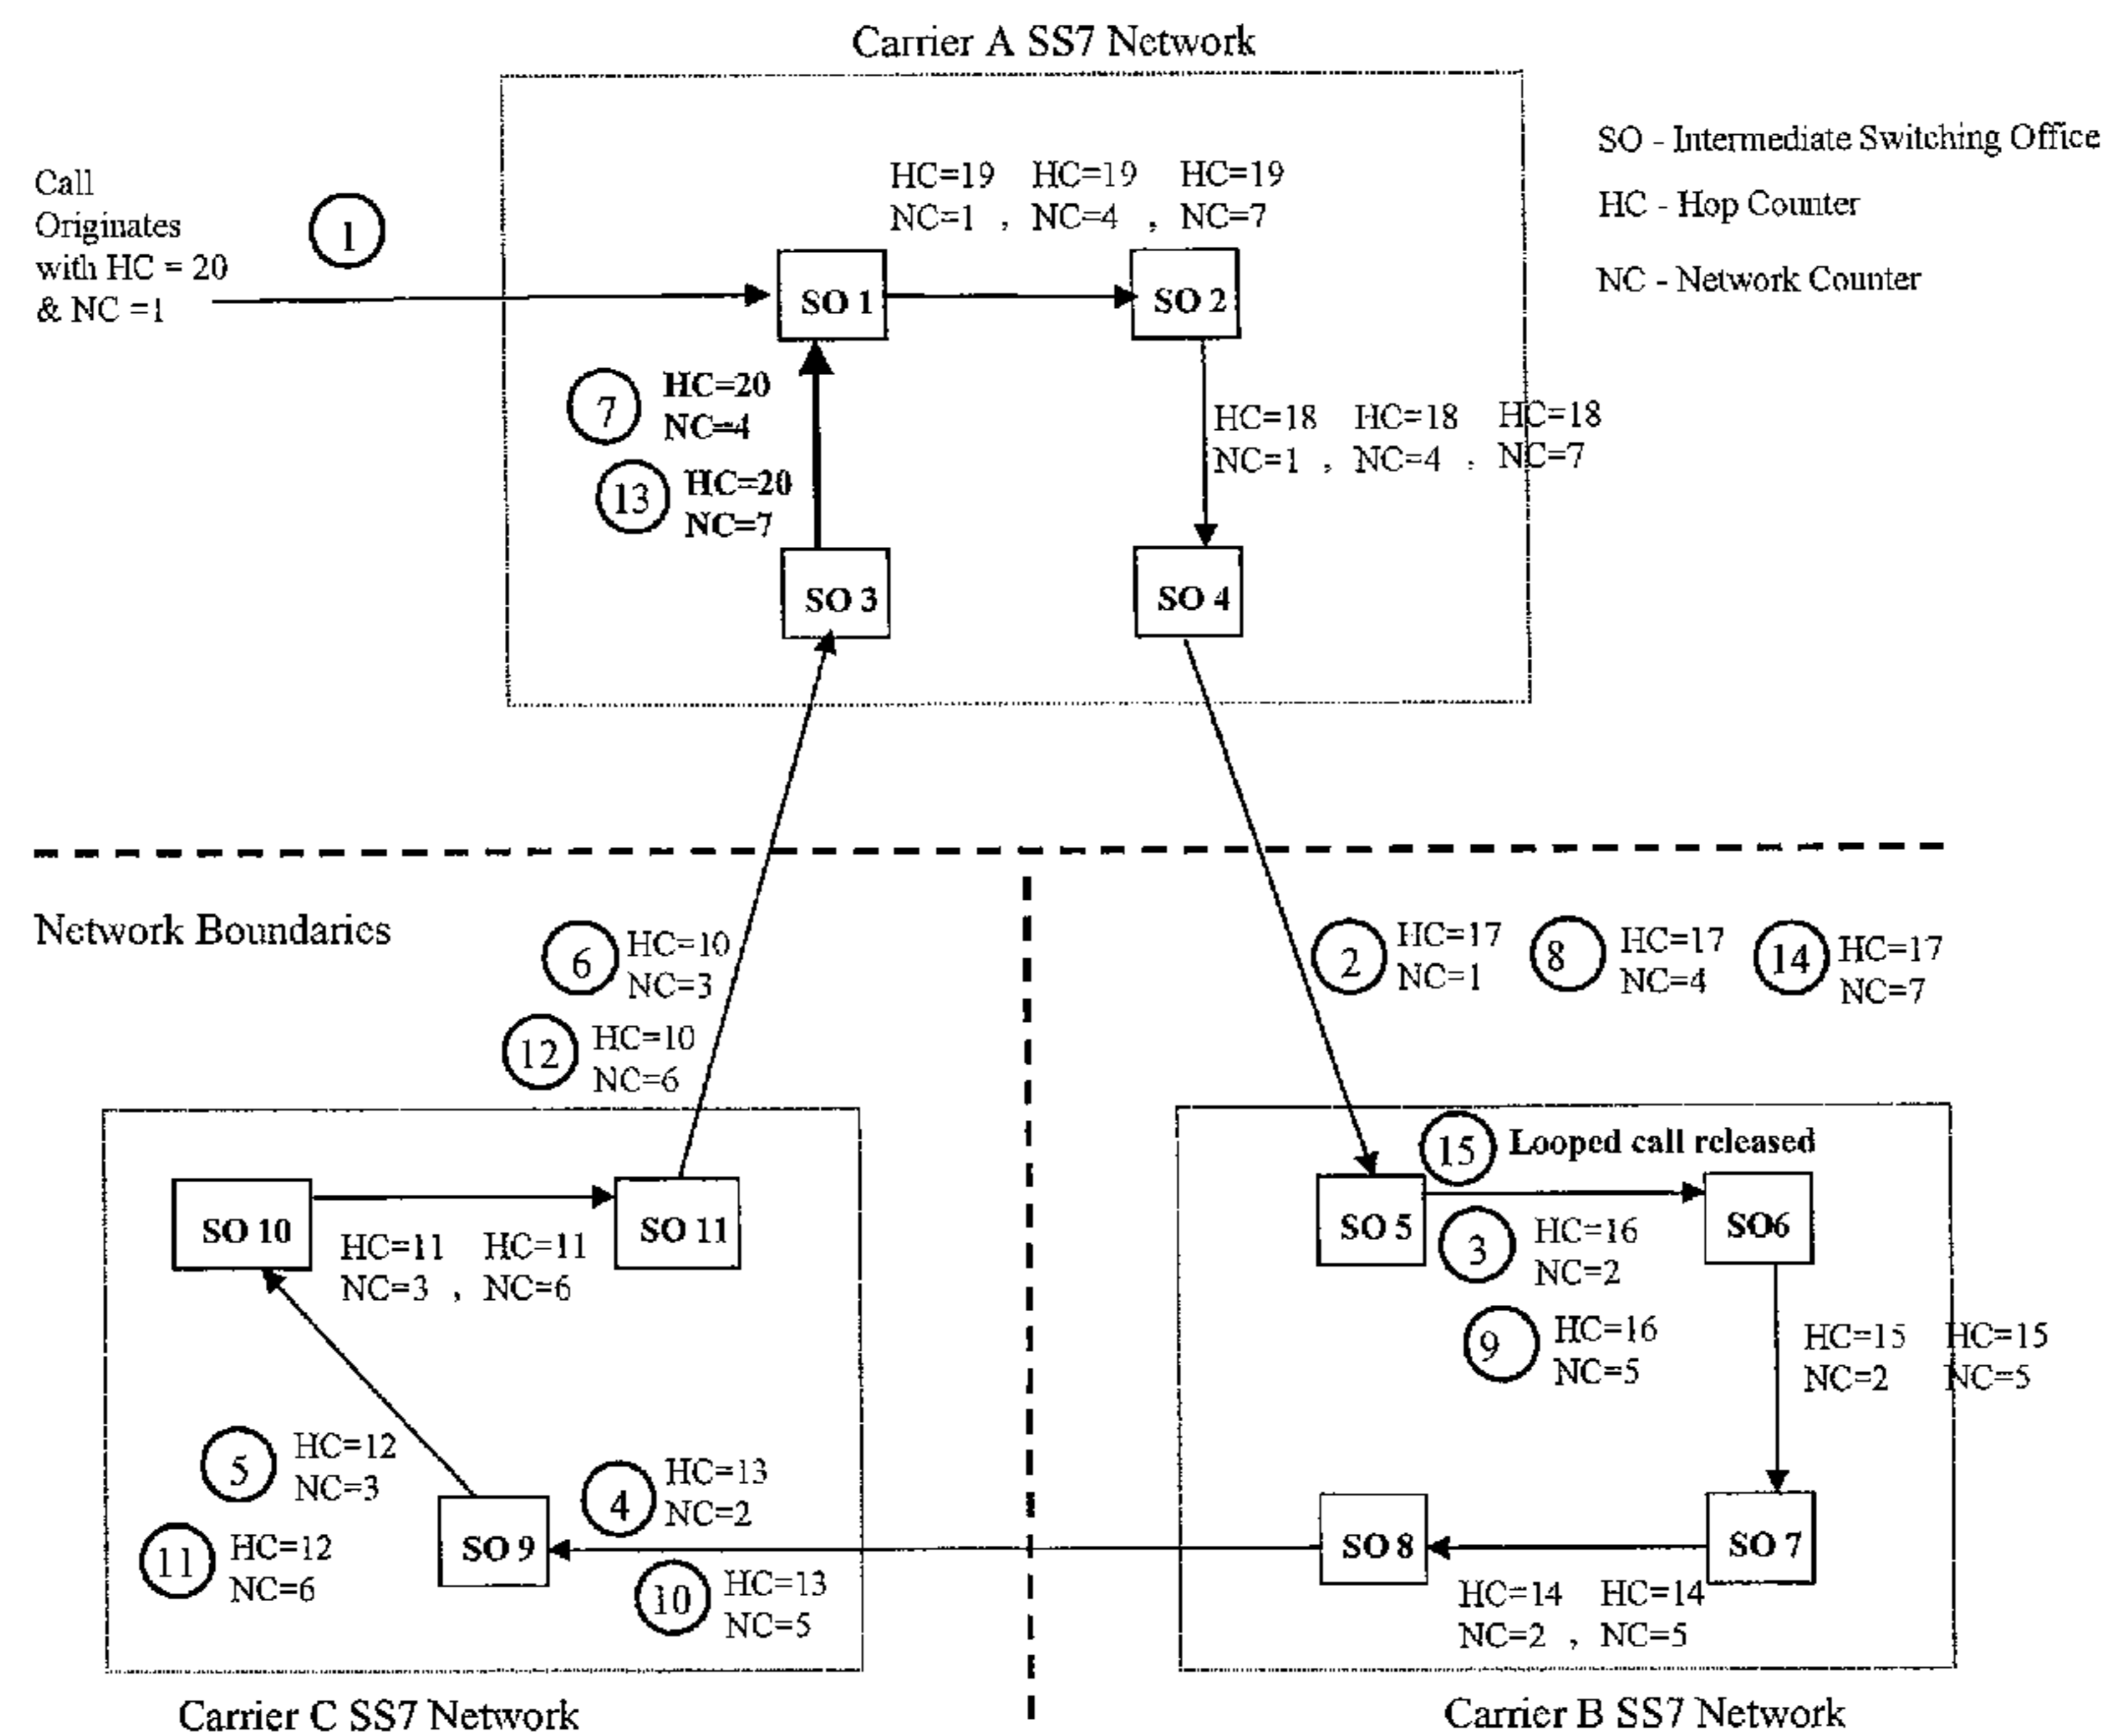 Carrier A SS7 Network
SO - Intermediate Switching Office
HC - Hop Counter
NC - Network Counter
Call
Originates
with HC = 20
& NC =1
1
HC=19 HC=19 HC=19
NC=1 , NC=4 , NC=7
SO 1
SO 2
7
HC=20
NC=4
13
HC=20
NC=7
HC=18 HC=18 HC=18
NC=1 , NC=4 , NC=7
SO 3
SO 4
Network Boundaries
6
HC=10
NC=3
12
HC=10
NC=6
2
HC=17
NC=1
8
HC=17
NC=4
14
HC=17
NC=7
15
Looped call released
SO 10
SO 11
HC=11 HC=11
NC=3 , NC=6
SO 5
SO6
3
HC=16
NC=2
9
HC=16
NC=5
HC=15 HC=15
NC=2 NC=5
5
HC=12
NC=3
11
HC=12
NC=6
4
HC=13
NC=2
SO 9
10
HC=13
NC=5
SO 8
SO 7
HC=14 HC=14
NC=2 , NC=5
Carrier C SS7 Network
Carrier B SS7 Network